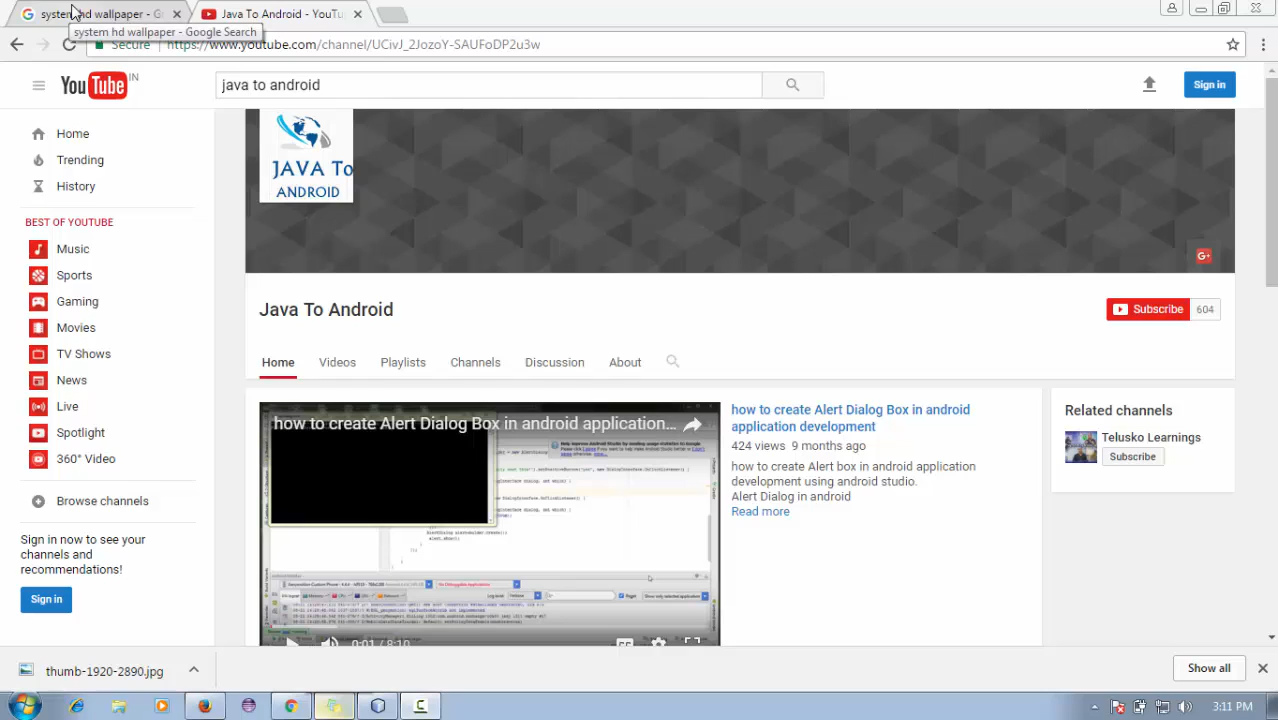 system hd wallpaper - G
Java To Android - YouTu
system hd wallpaper - Google Search
Secure
https://www.youtube.com/channel/UCivJ_2JozoY-SAUFoDP2u3w
YouTube IN
java to android
Sign in
Home
Trending
History
BEST OF YOUTUBE
Music
Sports
Gaming
Movies
TV Shows
News
Live
Spotlight
360° Video
Browse channels
Sign in now to see your
channels and
recommendations!
Sign in
JAVA To
ANDROID
G+
Java To Android
Subscribe 604
Home Videos Playlists Channels Discussion About
how to create Alert Dialog Box in android application...
0:01 / 8:10
how to create Alert Dialog Box in android
application development
424 views 9 months ago
how to create Alert box in android application
development using android studio.
Alert Dialog in android
Read more
Related channels
Telusko Learnings
Subscribe
thumb-1920-2890.jpg
Show all
3:11 PM